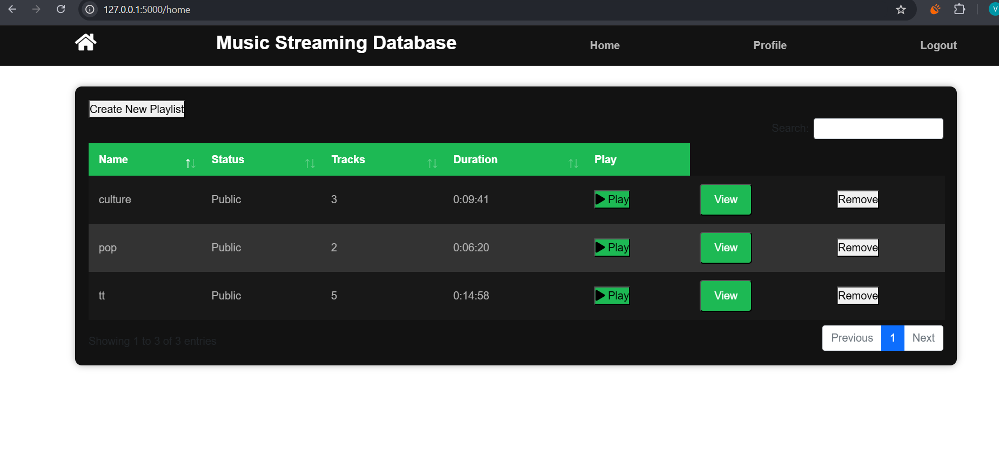 127.0.0.1:5000/home
V
Music Streaming Database Home Profile Logout
Create New Playlist
Search:
Name Status Tracks Duration Play
culture Public 3 0:09:41 Play View Remove
pop Public 2 0:06:20 Play View Remove
tt Public 5 0:14:58 Play View Remove
Showing 1 to 3 of 3 entries Previous 1 Next